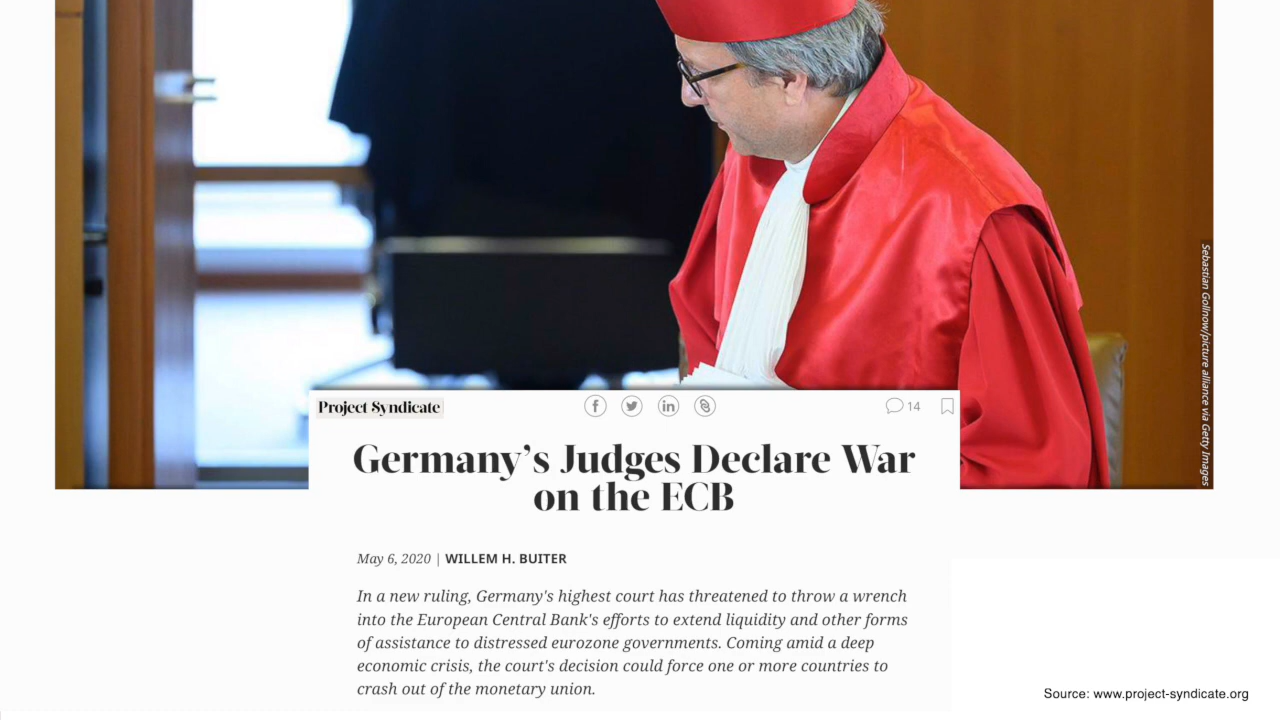 Sebastian Gollnow/picture alliance via Getty Images
Project Syndicate
14
Germany's Judges Declare War
on the ECB
May 6, 2020 | WILLEM H. BUITER
In a new ruling, Germany's highest court has threatened to throw a wrench
into the European Central Bank's efforts to extend liquidity and other forms
of assistance to distressed eurozone governments. Coming amid a deep
economic crisis, the court's decision could force one or more countries to
crash out of the monetary union.
Source: www.project-syndicate.org